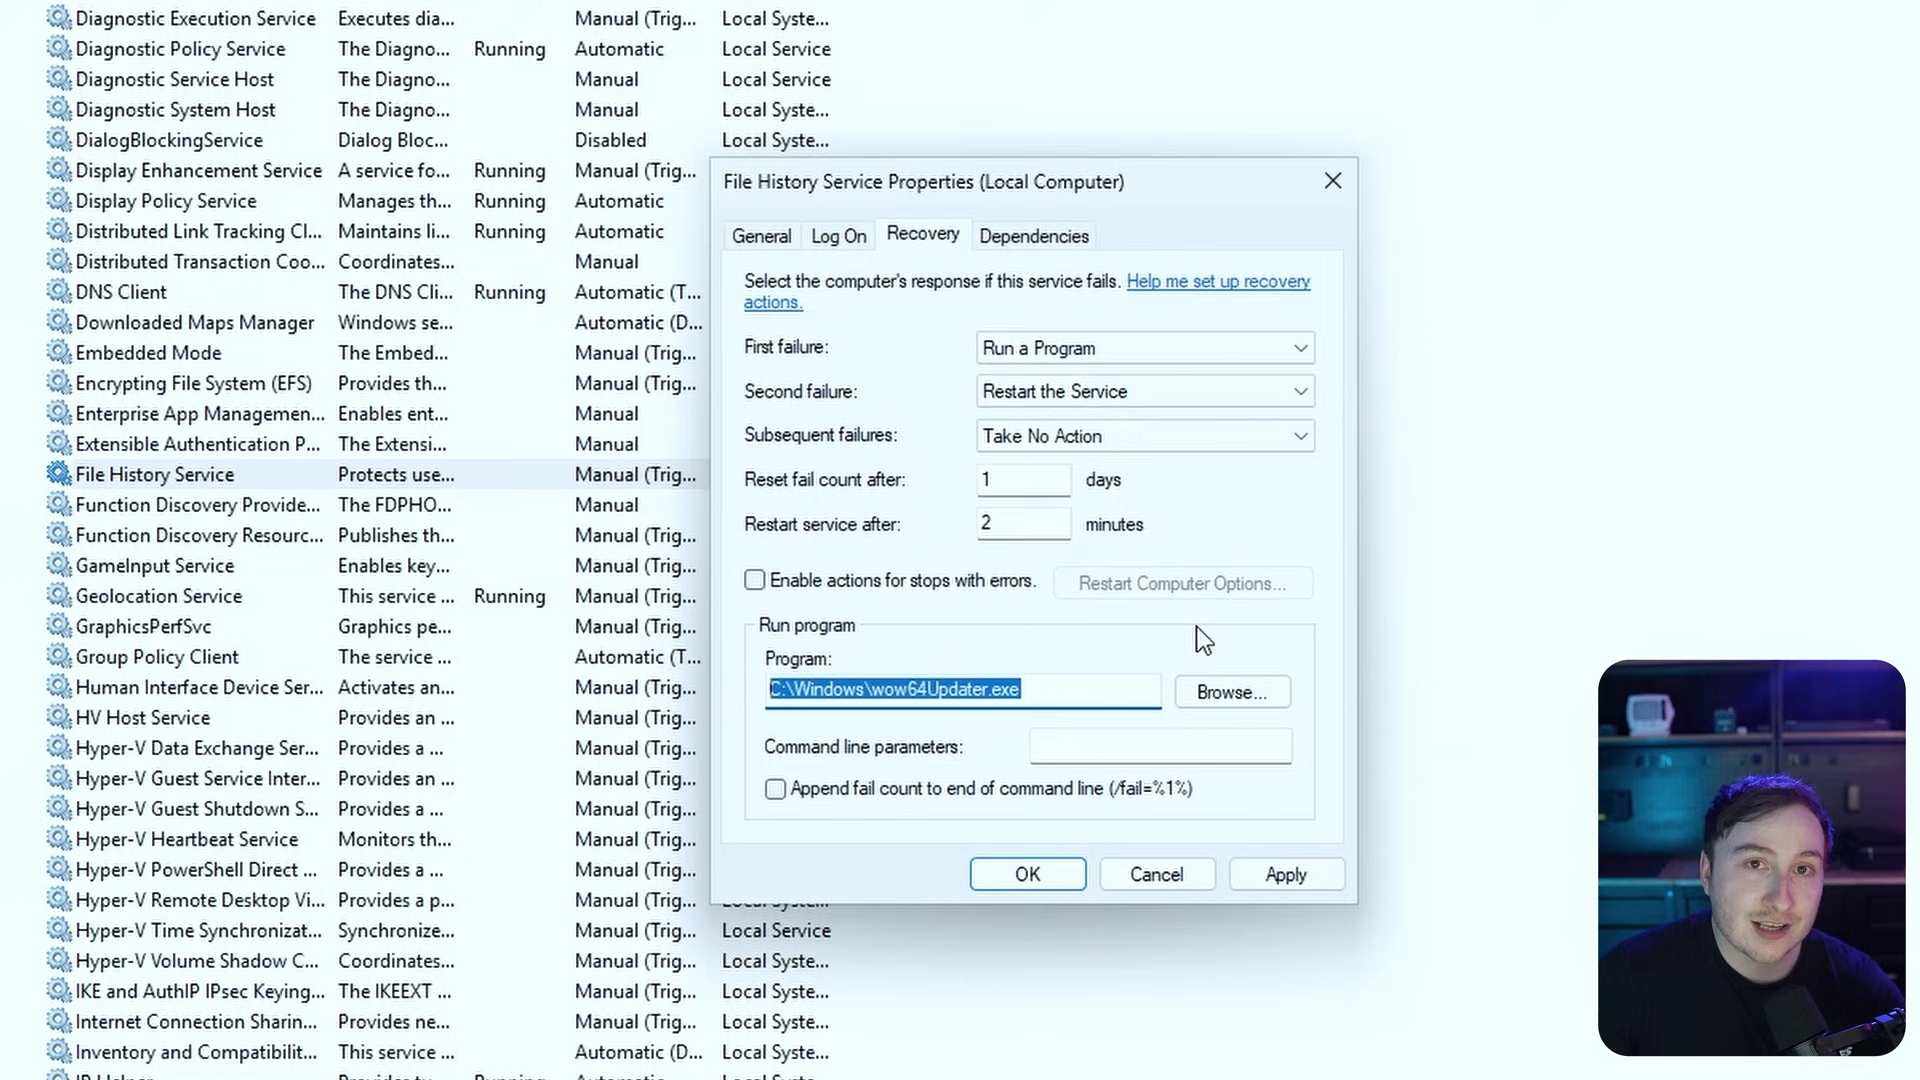 Diagnostic Execution Service Executes dia... Manual (Trig... Local Syste...
Diagnostic Policy Service The Diagno... Running Automatic Local Service
Diagnostic Service Host The Diagno... Manual Local Service
Diagnostic System Host The Diagno... Manual Local Syste...
DialogBlockingService Dialog Bloc... Disabled Local Syste...
Display Enhancement Service A service fo... Running Manual (Trig...
Display Policy Service Manages th... Running Automatic
Distributed Link Tracking Cl... Maintains li... Running Automatic
Distributed Transaction Coo... Coordinates... Manual
DNS Client The DNS Cli... Running Automatic (T...
Downloaded Maps Manager Windows se... Automatic (D...
Embedded Mode The Embed... Manual (Trig...
Encrypting File System (EFS) Provides th... Manual (Trig...
Enterprise App Managemen... Enables ent... Manual
Extensible Authentication P... The Extensi... Manual
File History Service Protects use... Manual (Trig...
Function Discovery Provide... The FDPHO... Manual
Function Discovery Resourc... Publishes th... Manual (Trig...
GameInput Service Enables key... Manual (Trig...
Geolocation Service This service ... Running Manual (Trig...
GraphicsPerfSvc Graphics pe... Manual (Trig...
Group Policy Client The service ... Automatic (T...
Human Interface Device Ser... Activates an... Manual (Trig...
HV Host Service Provides an ... Manual (Trig...
Hyper-V Data Exchange Ser... Provides a ... Manual (Trig...
Hyper-V Guest Service Inter... Provides an ... Manual (Trig...
Hyper-V Guest Shutdown S... Provides a ... Manual (Trig...
Hyper-V Heartbeat Service Monitors th... Manual (Trig...
Hyper-V PowerShell Direct ... Provides a ... Manual (Trig...
Hyper-V Remote Desktop Vi... Provides a p... Manual (Trig...
Hyper-V Time Synchronizat... Synchronize... Manual (Trig... Local Service
Hyper-V Volume Shadow C... Coordinates... Manual (Trig... Local Syste...
IKE and AuthIP IPsec Keying... The IKEEXT ... Manual (Trig... Local Syste...
Internet Connection Sharin... Provides ne... Manual (Trig... Local Syste...
Inventory and Compatibilit... This service ... Automatic (D... Local Syste...
File History Service Properties (Local Computer)
General Log On Recovery Dependencies
Select the computer's response if this service fails. Help me set up recovery
actions.
First failure: Run a Program
Second failure: Restart the Service
Subsequent failures: Take No Action
Reset fail count after: 1 days
Restart service after: 2 minutes
Enable actions for stops with errors. Restart Computer Options...
Run program
Program:
C:\Windows\wow64Updater.exe Browse...
Command line parameters:
Append fail count to end of command line (/fail=%1%)
OK Cancel Apply